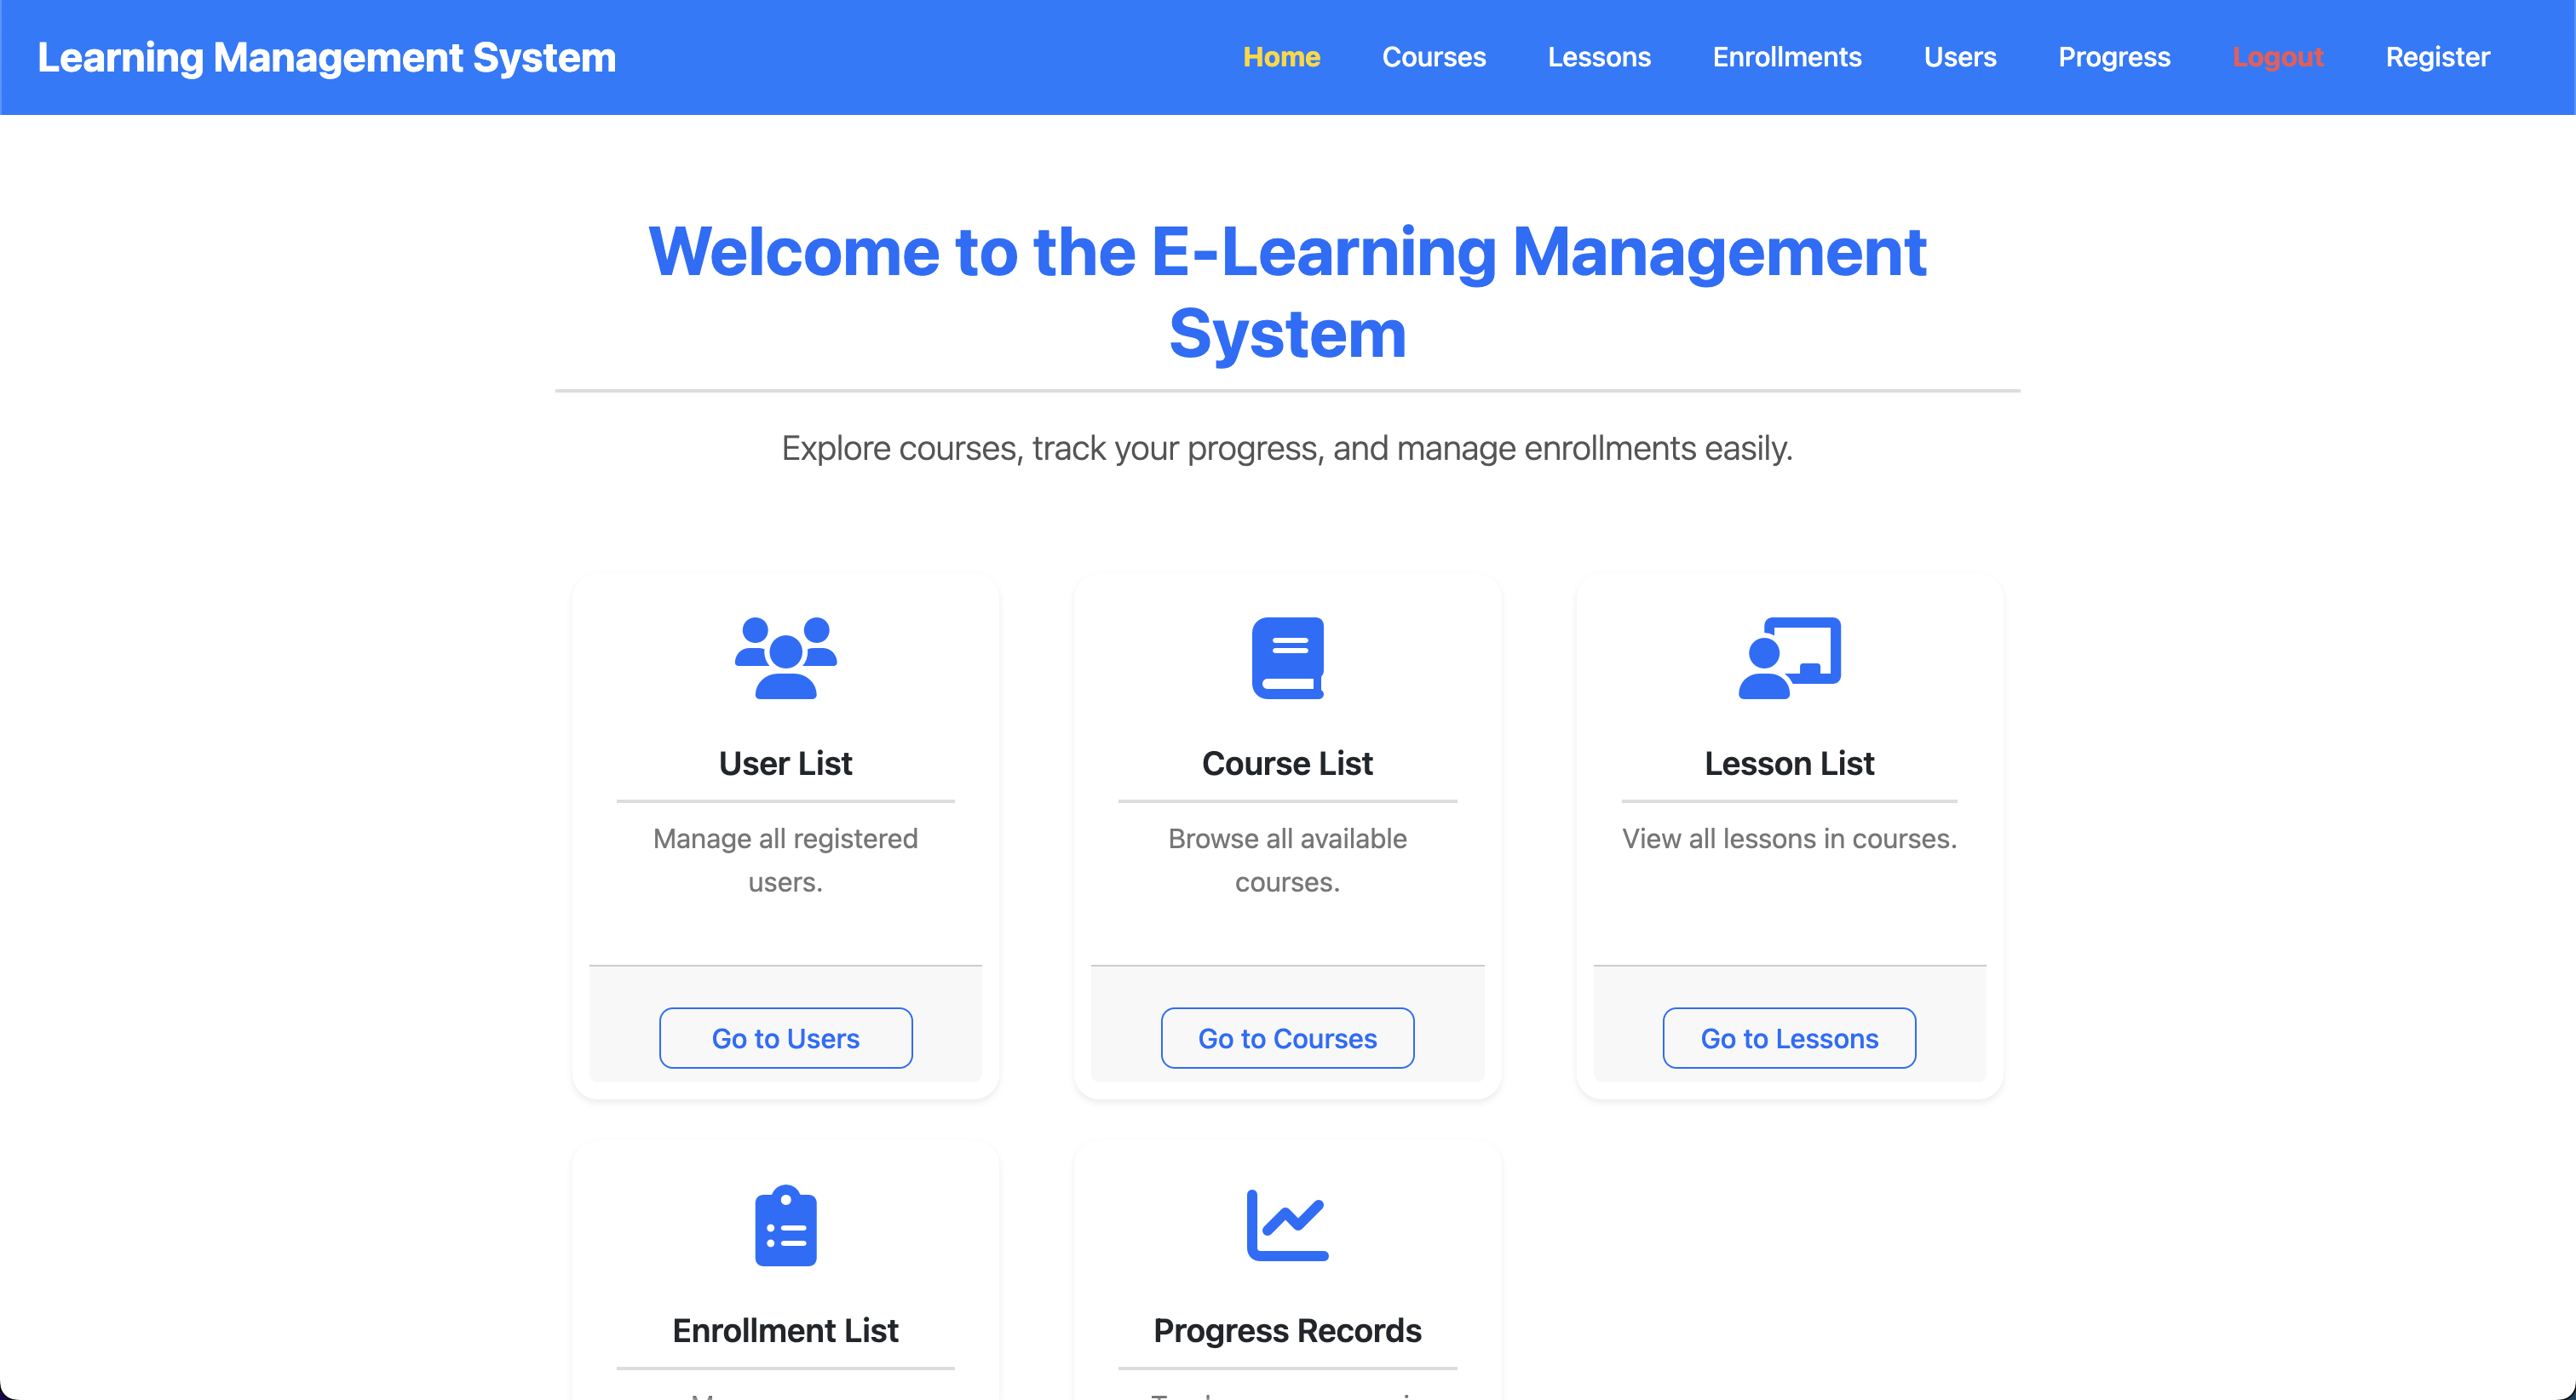 Learning Management System
Home Courses Lessons Enrollments Users Progress Logout Register
Welcome to the E-Learning Management
System
Explore courses, track your progress, and manage enrollments easily.
User List
Manage all registered
users.
Go to Users
Course List
Browse all available
courses.
Go to Courses
Lesson List
View all lessons in courses.
Go to Lessons
Enrollment List
Progress Records